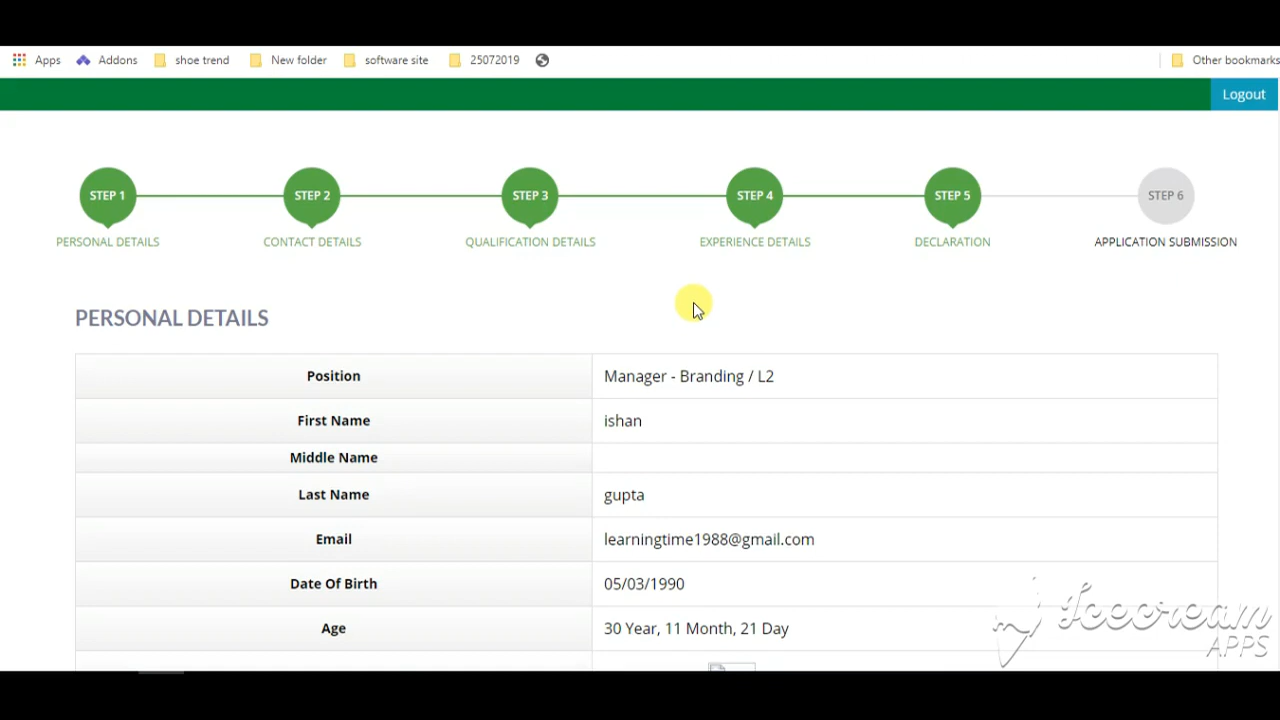 Apps Addons shoe trend New folder software site 25072019 Other bookmarks
Logout
STEP 1 STEP 2 STEP 3 STEP 4 STEP 5 STEP 6
PERSONAL DETAILS CONTACT DETAILS QUALIFICATION DETAILS EXPERIENCE DETAILS DECLARATION APPLICATION SUBMISSION
PERSONAL DETAILS
Position Manager - Branding / L2
First Name ishan
Middle Name
Last Name gupta
Email learningtime1988@gmail.com
Date Of Birth 05/03/1990
Age 30 Year, 11 Month, 21 Day
Icecream
APPS